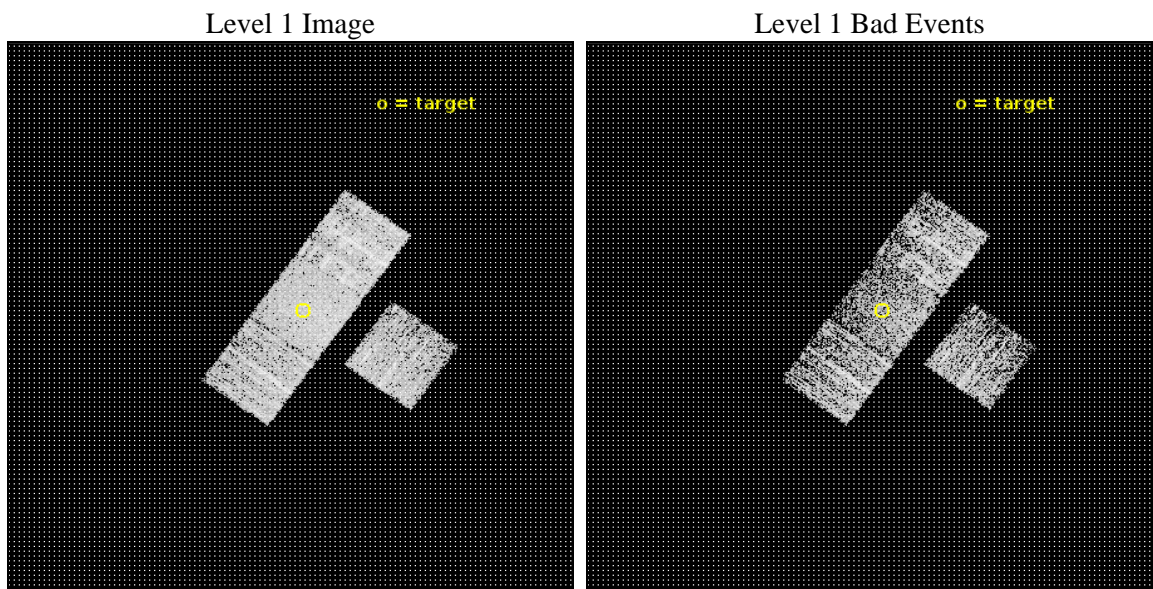 Level 1 Image
Level 1 Bad Events
o = target
o = target